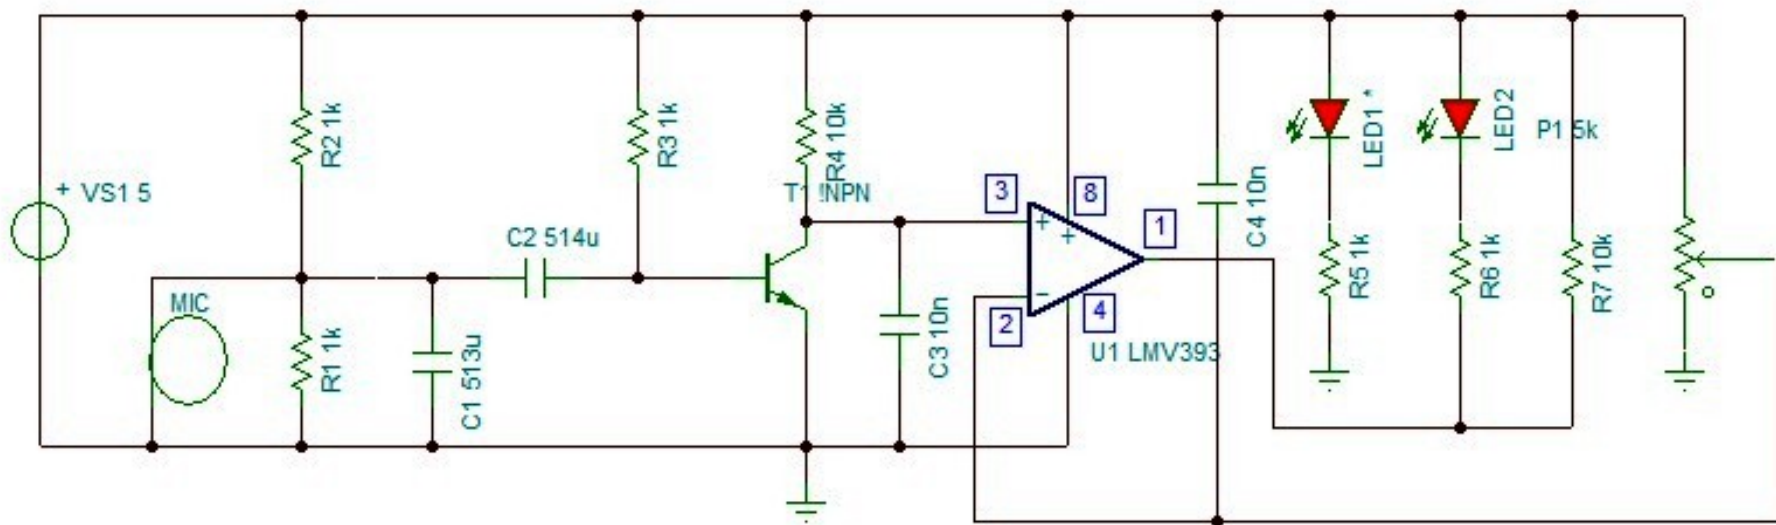 VS1 5
+
R2 1k
MIC
R1 1k
C1 513u
C2 514u
R3 1k
R4 10k
T1 !NPN
C3 10n
3
8
+
+
−
1
2
4
U1 LMV393
C4 10n
LED1 *
R5 1k
LED2
R6 1k
P1 5k
R7 10k